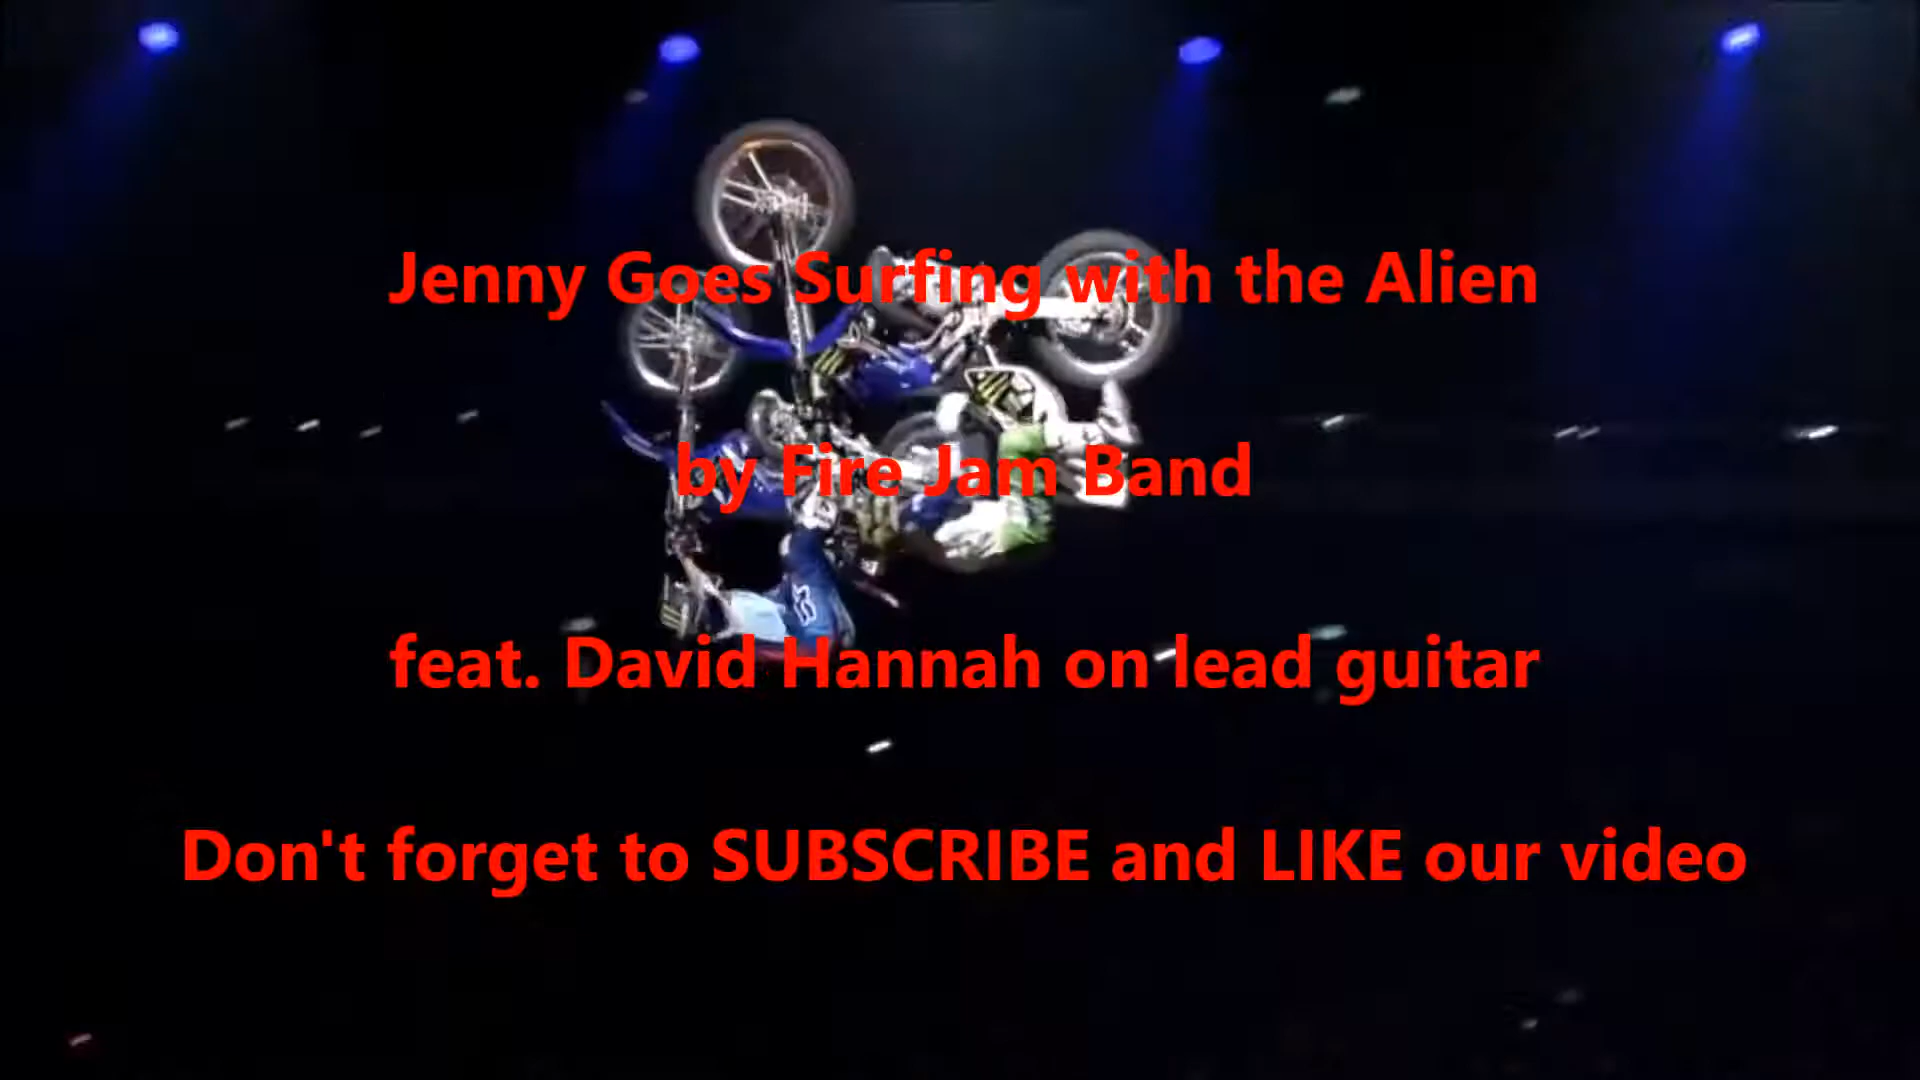 Jenny Goes Surfing with the Alien
by Fire Jam Band
feat. David Hannah on lead guitar
Don't forget to SUBSCRIBE and LIKE our video